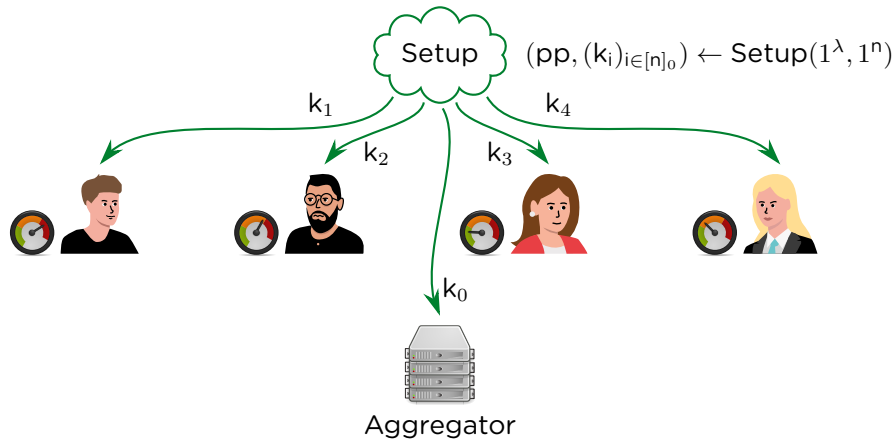 Setup (pp, (k_i)_{i∈[n]_0}) ← Setup(1^λ, 1^n)
k_1 k_4
k_2 k_3
k_0
Aggregator